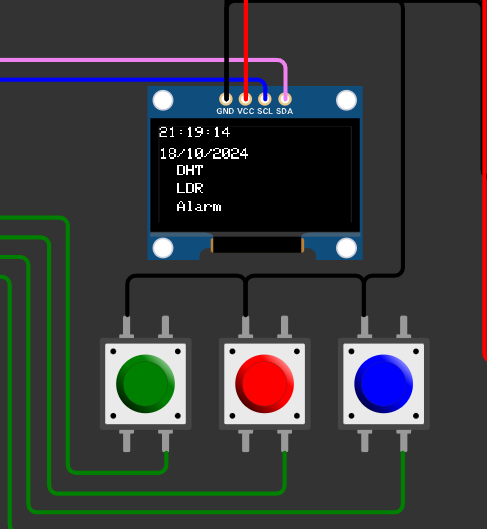 GND VCC SCL SDA
21:19:14
18/10/2024
DHT
LDR
Alarm